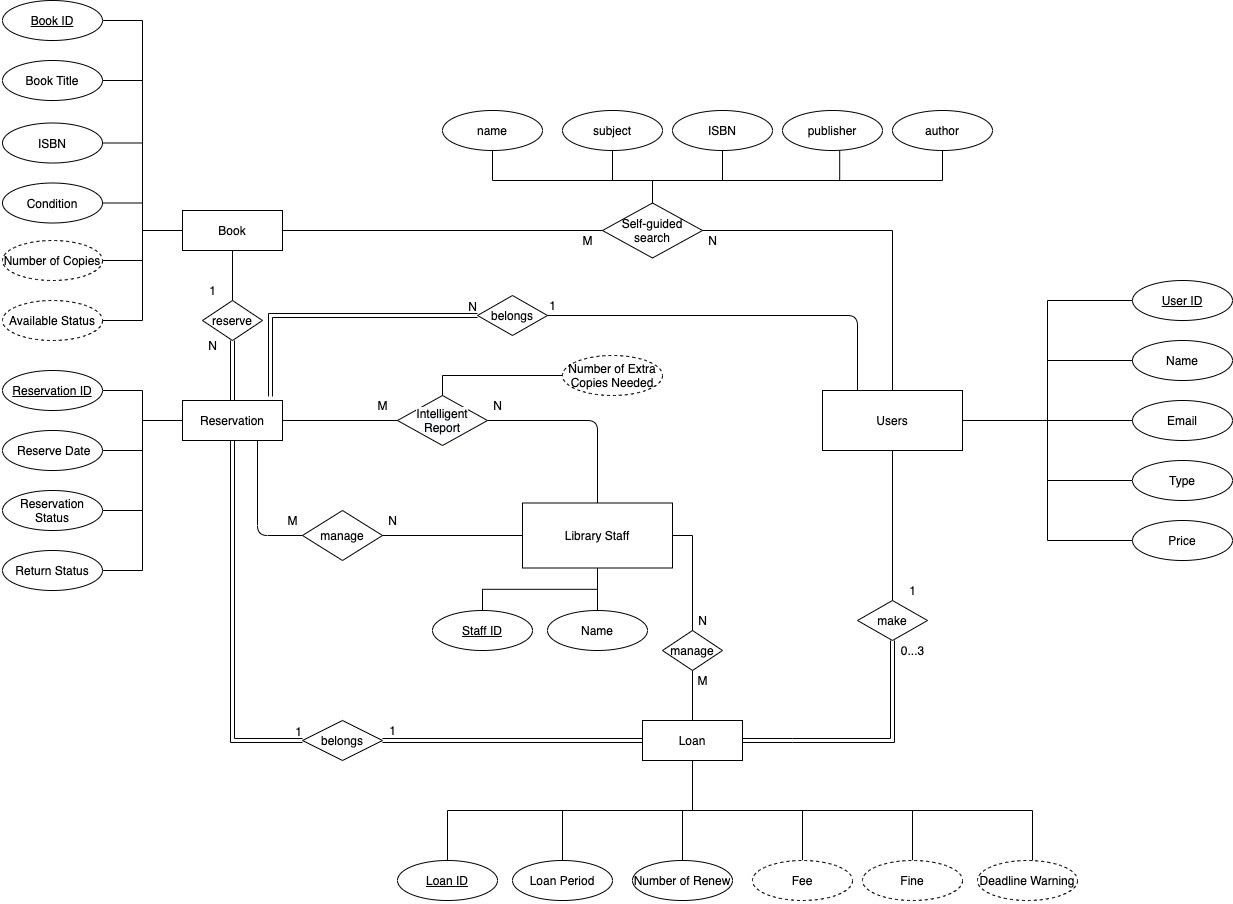 Book ID
Book Title
ISBN
Condition
Number of Copies
Available Status
name
subject
ISBN
publisher
author
Book
Self-guided
search
M
N
1
reserve
N
N
belongs
1
Number of Extra
Copies Needed
User ID
Name
Email
Type
Price
Reservation ID
Reserve Date
Reservation
Status
Return Status
Reservation
M
Intelligent
Report
N
Users
M
manage
N
Library Staff
Staff ID
Name
N
manage
M
1
make
0...3
1
belongs
1
Loan
Loan ID
Loan Period
Number of Renew
Fee
Fine
Deadline Warning